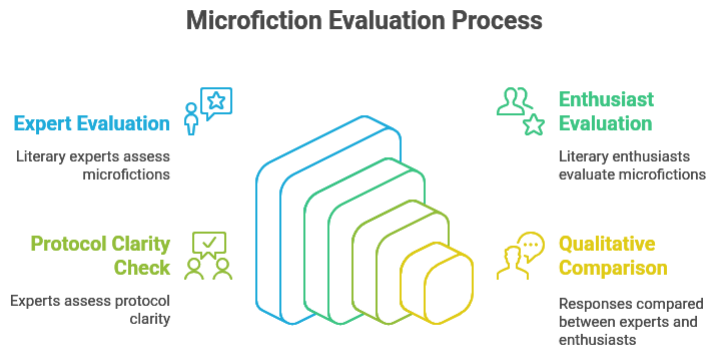 Microfiction Evaluation Process
Expert Evaluation
Literary experts assess
microfictions
Enthusiast
Evaluation
Literary enthusiasts
evaluate microfictions
Protocol Clarity
Check
Experts assess protocol
clarity
Qualitative
Comparison
Responses compared
between experts and
enthusiasts